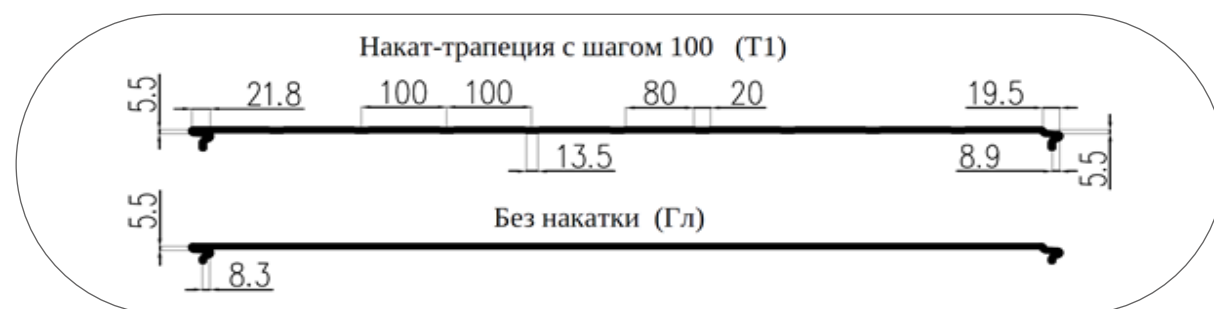 Накат-трапеция с шагом 100 (Т1)
5.5 21.8 100 100 80 20 19.5
13.5 8.9 5.5
Без накатки (Гл)
5.5
8.3